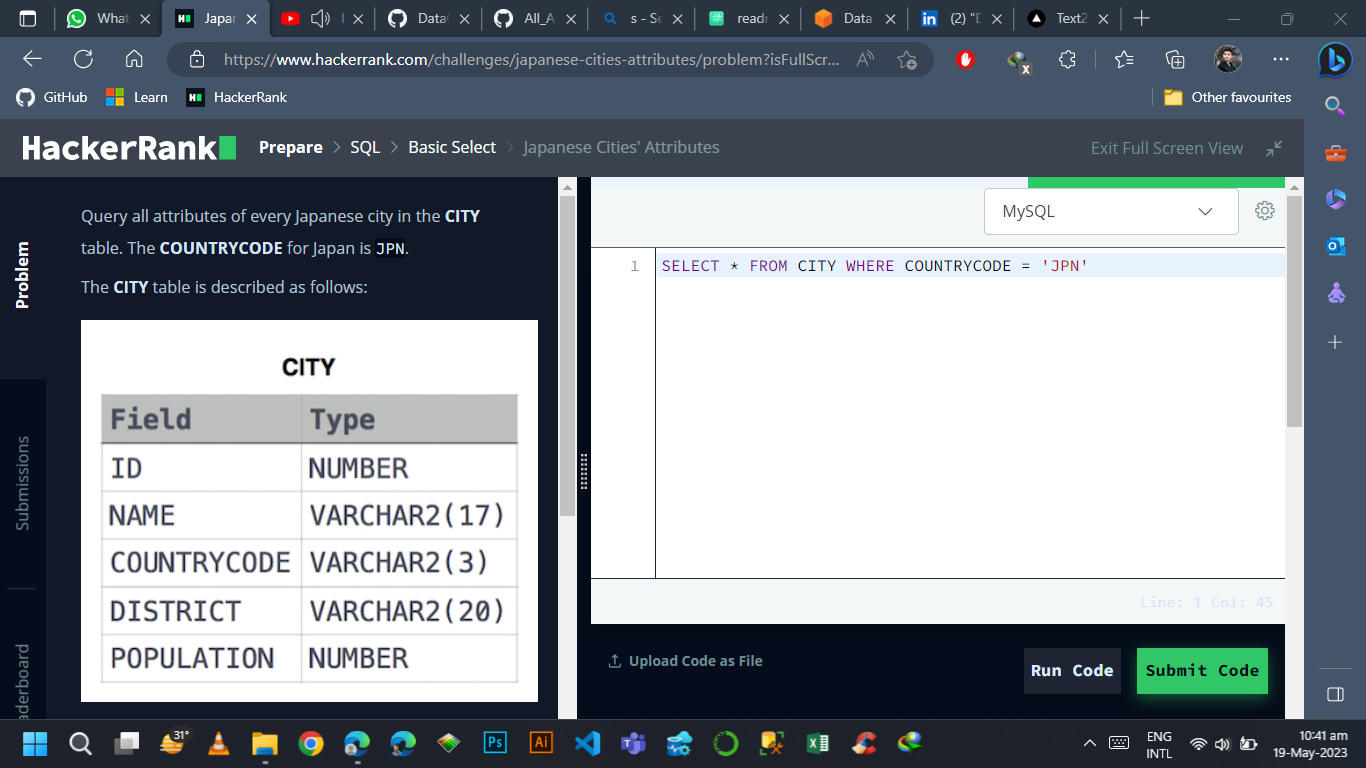 What
Japan
Data
All_A
s - Se
readr
Data
(2) "D
Text2
https://www.hackerrank.com/challenges/japanese-cities-attributes/problem?isFullScr...
GitHub
Learn
HackerRank
Other favourites
HackerRank
Prepare > SQL > Basic Select > Japanese Cities' Attributes
Exit Full Screen View
Problem
Submissions
aderboard
Query all attributes of every Japanese city in the CITY
table. The COUNTRYCODE for Japan is JPN.
The CITY table is described as follows:
CITY
Field Type
ID NUMBER
NAME VARCHAR2(17)
COUNTRYCODE VARCHAR2(3)
DISTRICT VARCHAR2(20)
POPULATION NUMBER
MySQL
1 SELECT * FROM CITY WHERE COUNTRYCODE = 'JPN'
Line: 1 Col: 45
Upload Code as File
Run Code
Submit Code
31°
Ps
Ai
ENG
INTL
10:41 am
19-May-2023